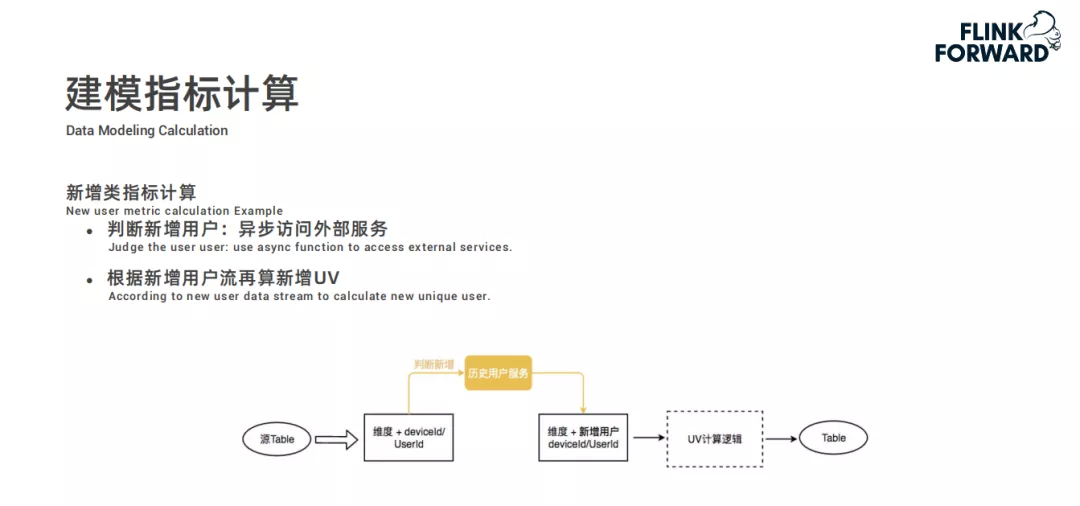 FLINK
FORWARD
建模指标计算
Data Modeling Calculation
新增类指标计算
New user metric calculation Example
• 判断新增用户：异步访问外部服务
Judge the user user: use async function to access external services.
• 根据新增用户流再算新增UV
According to new user data stream to calculate new unique user.
判断新增
历史用户服务
源Table
维度 + deviceId/
UserId
维度 + 新增用户
deviceId/UserId
UV计算逻辑
Table